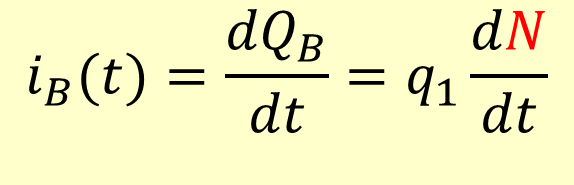 i_B(t) = dQ_B/dt = q_1 dN/dt